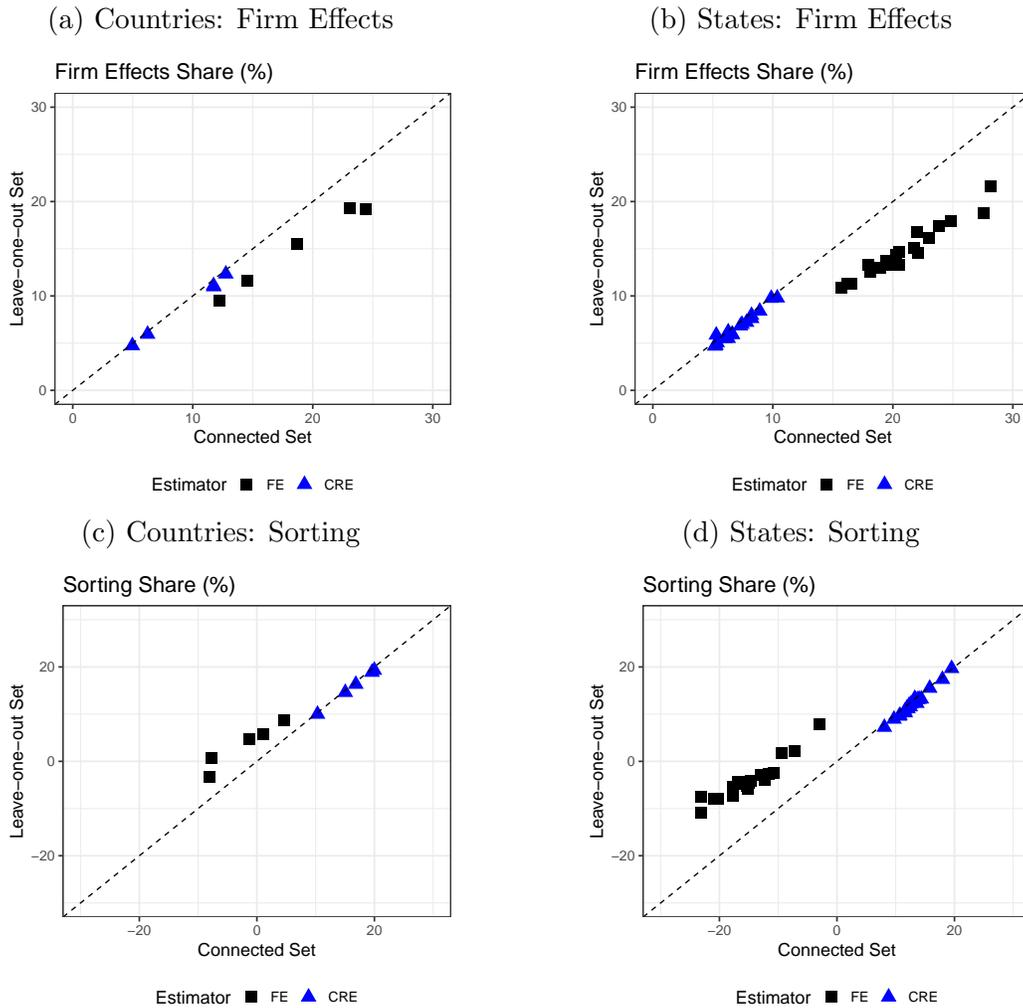 (a) Countries: Firm Effects
Firm Effects Share (%)
30
20
10
0
Leave-one-out Set
0 10 20 30
Connected Set
Estimator FE CRE
(b) States: Firm Effects
Firm Effects Share (%)
30
20
10
0
Leave-one-out Set
0 10 20 30
Connected Set
Estimator FE CRE
(c) Countries: Sorting
Sorting Share (%)
20
0
−20
Leave-one-out Set
−20 0 20
Connected Set
Estimator FE CRE
(d) States: Sorting
Sorting Share (%)
20
0
−20
Leave-one-out Set
−20 0 20
Connected Set
Estimator FE CRE